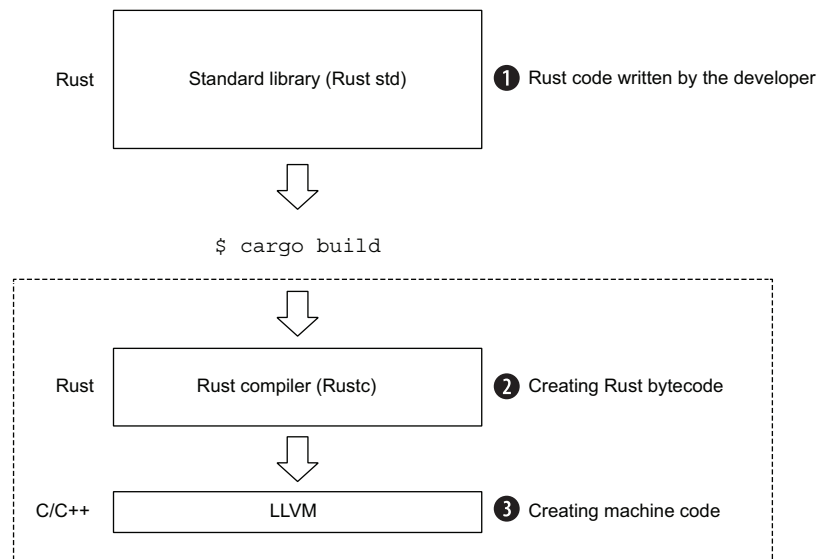 Rust
Standard library (Rust std)
1 Rust code written by the developer
$ cargo build
Rust
Rust compiler (Rustc)
2 Creating Rust bytecode
C/C++
LLVM
3 Creating machine code